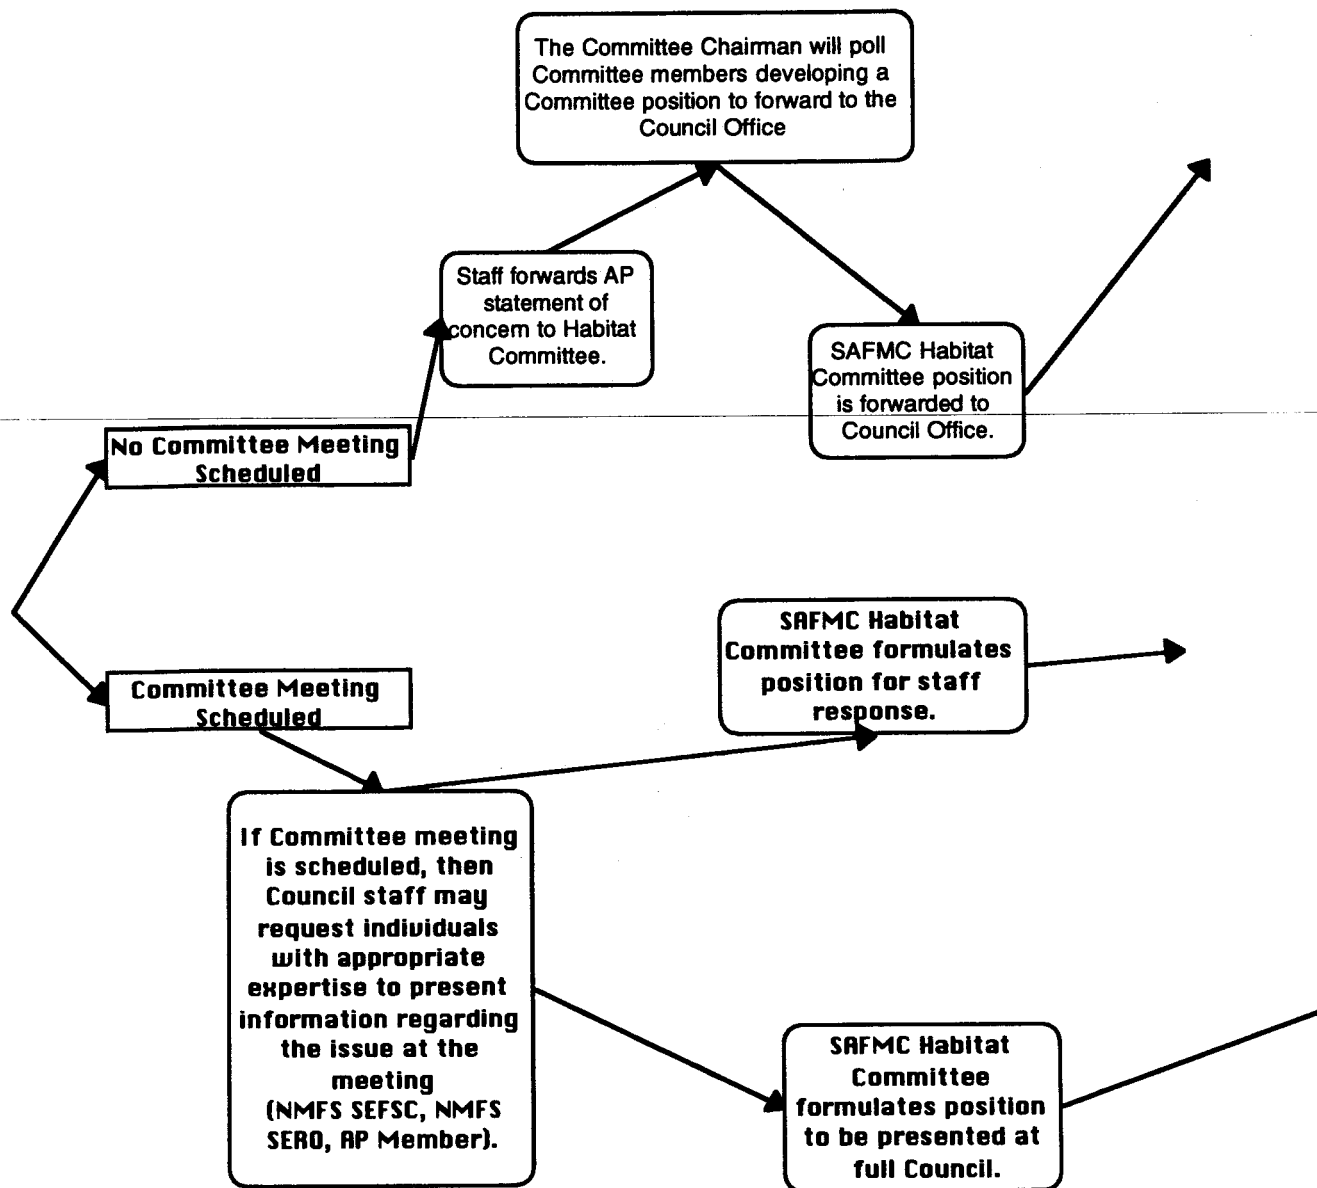 The Committee Chairman will poll
Committee members developing a
Committee position to forward to the
Council Office
Staff forwards AP
statement of
concern to Habitat
Committee.
SAFMC Habitat
Committee position
is forwarded to
Council Office.
No Committee Meeting
Scheduled
SAFMC Habitat
Committee formulates
position for staff
response.
Committee Meeting
Scheduled
If Committee meeting
is scheduled, then
Council staff may
request individuals
with appropriate
expertise to present
information regarding
the issue at the
meeting
(NMFS SEFSC, NMFS
SERO, AP Member).
SAFMC Habitat
Committee
formulates position
to be presented at
full Council.